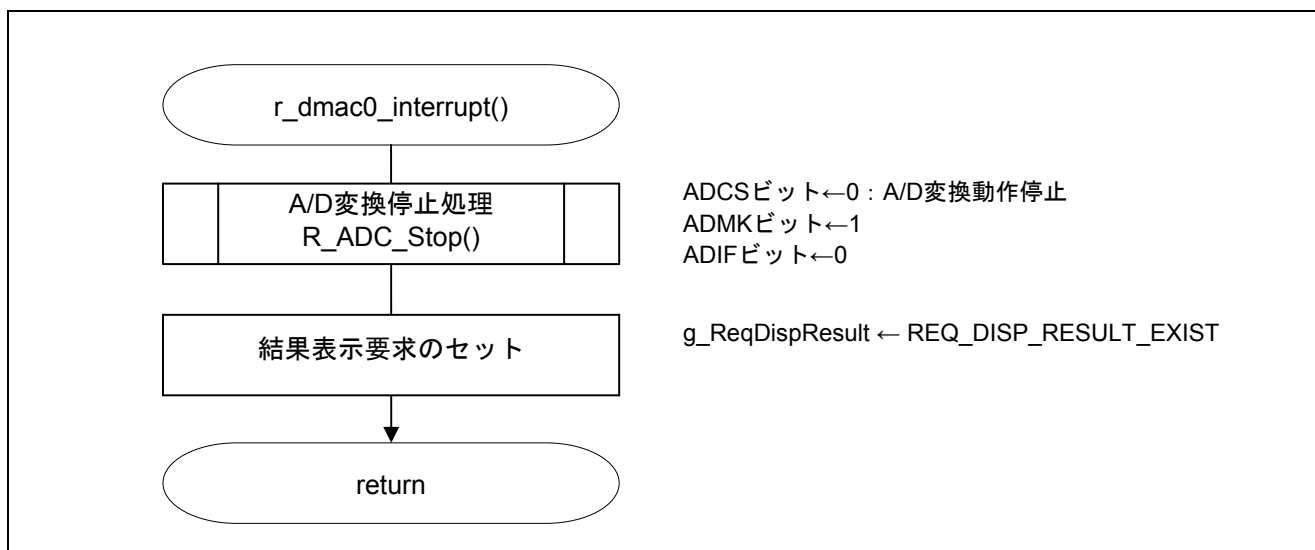 r_dmac0_interrupt()
A/D変換停止処理
R_ADC_Stop()
ADCSビット←0：A/D変換動作停止
ADMKビット←1
ADIFビット←0
結果表示要求のセット
g_ReqDispResult ← REQ_DISP_RESULT_EXIST
return